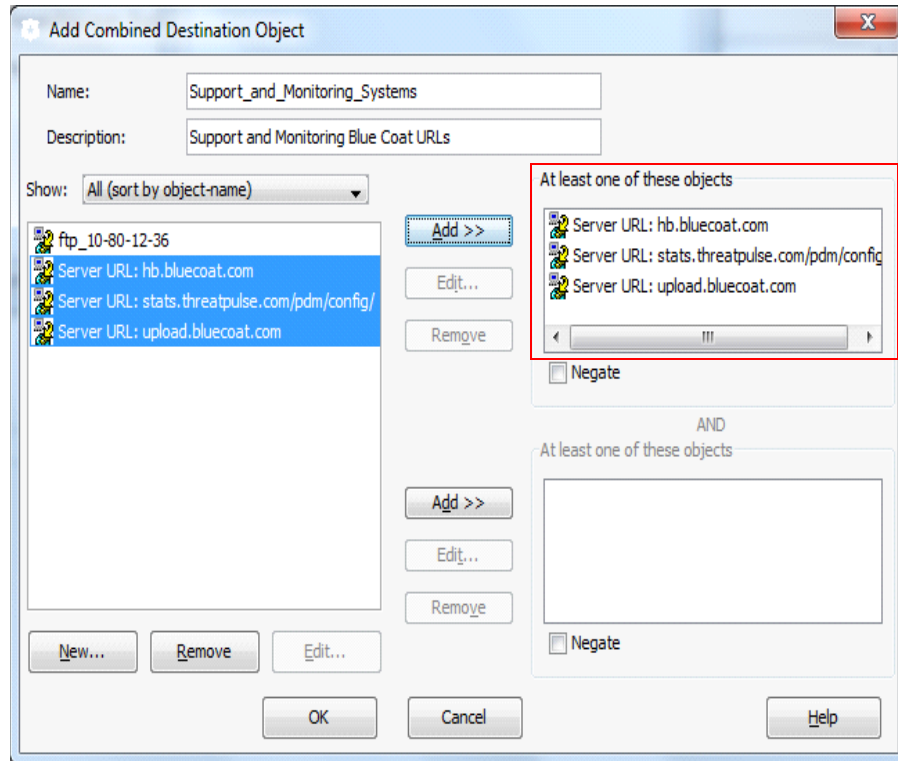 Add Combined Destination Object
X
Name:
Support_and_Monitoring_Systems
Description:
Support and Monitoring Blue Coat URLs
Show:
All (sort by object-name)
ftp_10-80-12-36
Server URL: hb.bluecoat.com
Server URL: stats.threatpulse.com/pdm/config/
Server URL: upload.bluecoat.com
Add >>
Edit...
Remove
At least one of these objects
Server URL: hb.bluecoat.com
Server URL: stats.threatpulse.com/pdm/config
Server URL: upload.bluecoat.com
Negate
AND
At least one of these objects
Add >>
Edit...
Remove
Negate
New...
Remove
Edit...
OK
Cancel
Help